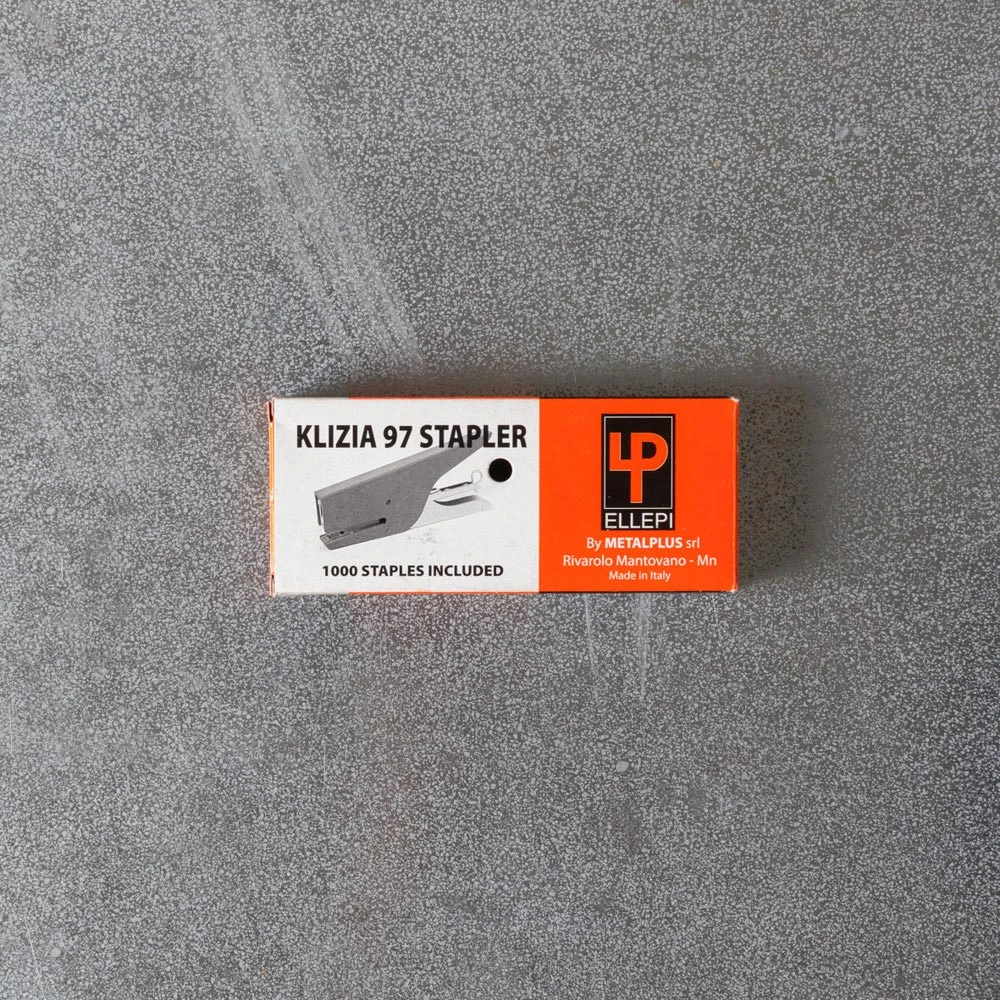 KLIZIA 97 STAPLER
1000 STAPLES INCLUDED
LP
ELLEPI
By METALPLUS srl
Rivarolo Mantovano - Mn
Made in Italy